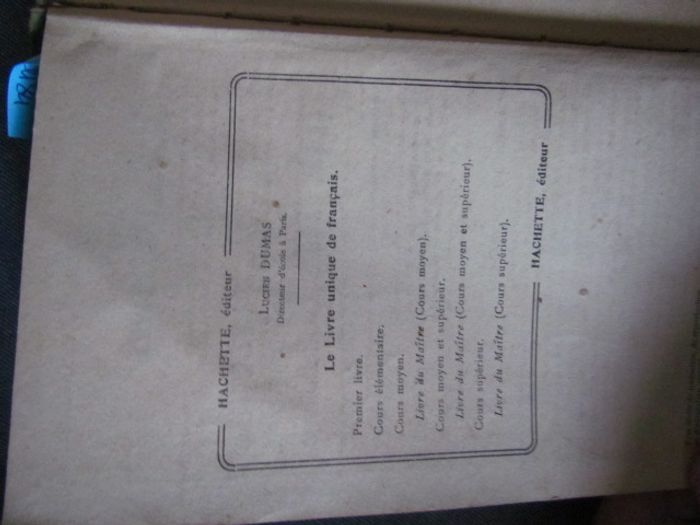 HACHETTE, éditeur
LUCIEN DUMAS
Directeur d'école à Paris.
Le Livre unique de français.
Premier livre.
Cours élémentaire.
Cours moyen.
Livre du Maître (Cours moyen).
Cours moyen et supérieur.
Livre du Maître (Cours moyen et supérieur).
Cours supérieur.
Livre du Maître (Cours supérieur).
HACHETTE, éditeur